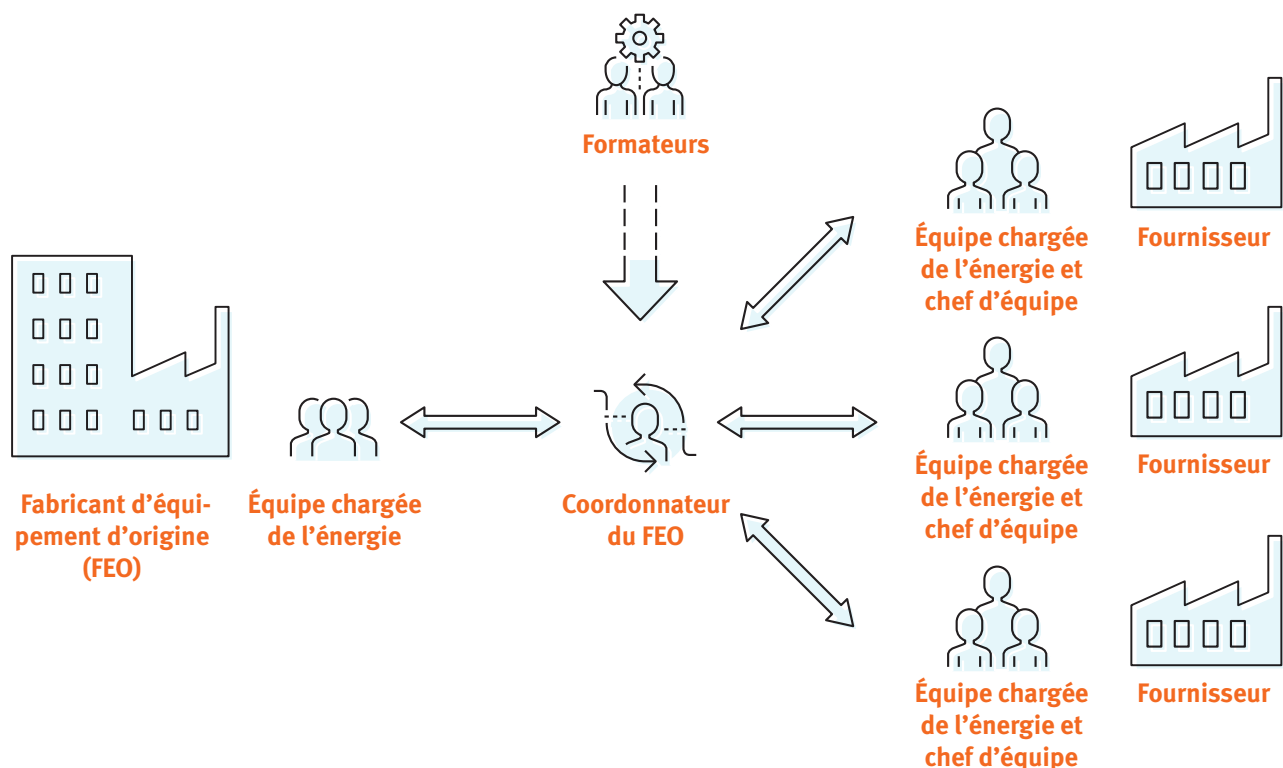 Formateurs
Fabricant d'équi-
pement d'origine
(FEO)
Équipe chargée
de l'énergie
Coordonnateur
du FEO
Équipe chargée
de l'énergie et
chef d'équipe
Fournisseur
Équipe chargée
de l'énergie et
chef d'équipe
Fournisseur
Équipe chargée
de l'énergie et
chef d'équipe
Fournisseur